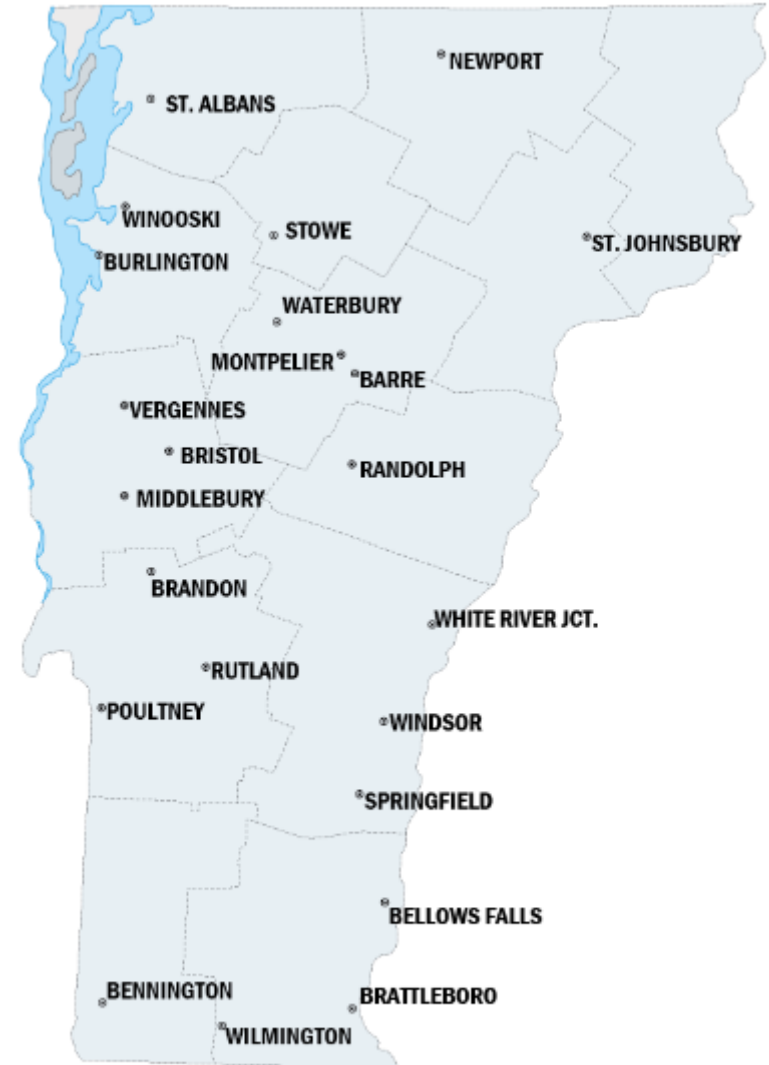 NEWPORT
ST. ALBANS
WINOOSKI
STOWE
ST. JOHNSBURY
BURLINGTON
WATERBURY
MONTPELIER
BARRE
VERGENNES
BRISTOL
RANDOLPH
MIDDLEBURY
BRANDON
WHITE RIVER JCT.
RUTLAND
POULTNEY
WINDSOR
SPRINGFIELD
BELLOWS FALLS
BENNINGTON
BRATTLEBORO
WILMINGTON